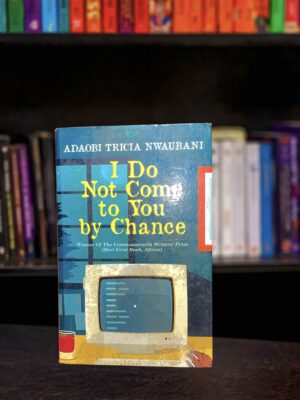 ADAOBI TRICIA NWAUBANI
I Do
Not Come
to You
by Chance
Winner Of The Commonwealth Writers' Prize
(Best First Book, Africa)